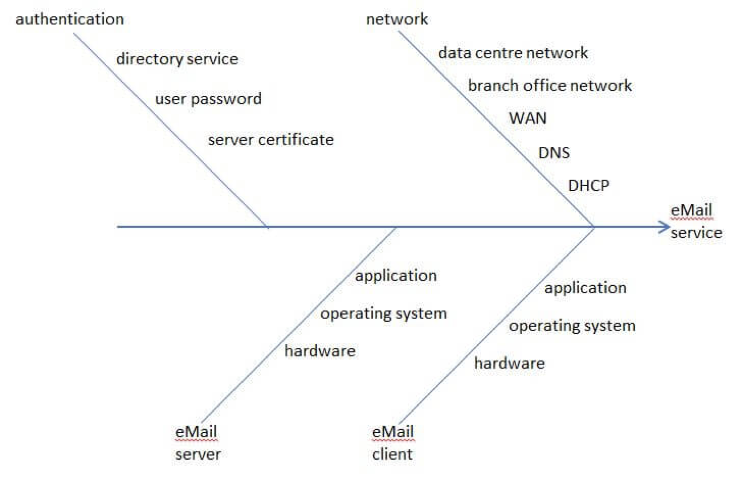 authentication
directory service
user password
server certificate
network
data centre network
branch office network
WAN
DNS
DHCP
eMail
service
application
operating system
hardware
eMail
server
application
operating system
hardware
eMail
client